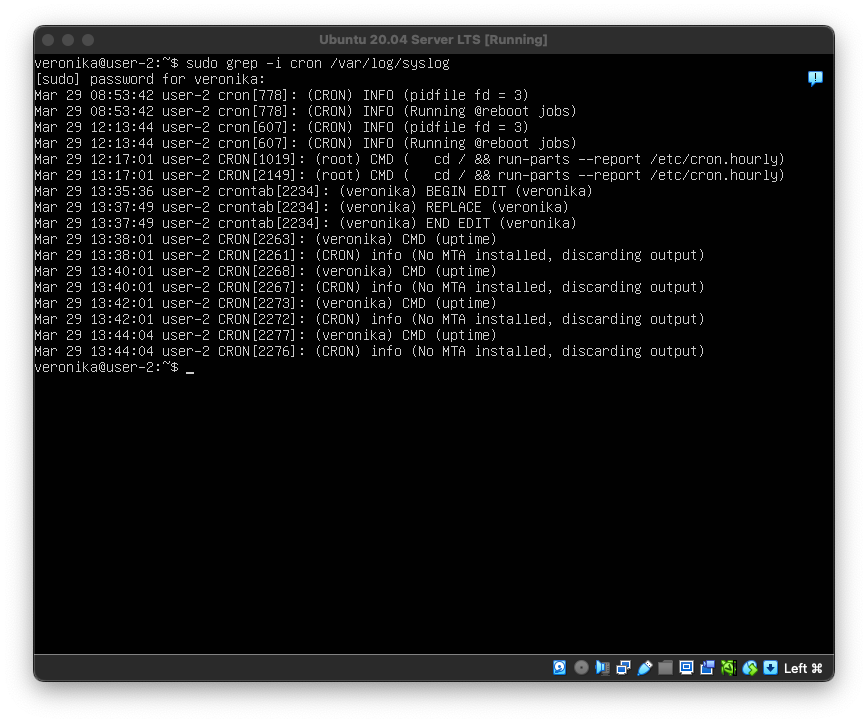 Ubuntu 20.04 Server LTS [Running]
veronika@user-2:~$ sudo grep -i cron /var/log/syslog
[sudo] password for veronika:
Mar 29 08:53:42 user-2 cron[778]: (CRON) INFO (pidfile fd = 3)
Mar 29 08:53:42 user-2 cron[778]: (CRON) INFO (Running @reboot jobs)
Mar 29 12:13:44 user-2 cron[607]: (CRON) INFO (pidfile fd = 3)
Mar 29 12:13:44 user-2 cron[607]: (CRON) INFO (Running @reboot jobs)
Mar 29 12:17:01 user-2 CRON[1019]: (root) CMD (   cd / && run-parts --report /etc/cron.hourly)
Mar 29 13:17:01 user-2 CRON[2149]: (root) CMD (   cd / && run-parts --report /etc/cron.hourly)
Mar 29 13:35:36 user-2 crontab[2234]: (veronika) BEGIN EDIT (veronika)
Mar 29 13:37:49 user-2 crontab[2234]: (veronika) REPLACE (veronika)
Mar 29 13:37:49 user-2 crontab[2234]: (veronika) END EDIT (veronika)
Mar 29 13:38:01 user-2 CRON[2263]: (veronika) CMD (uptime)
Mar 29 13:38:01 user-2 CRON[2261]: (CRON) info (No MTA installed, discarding output)
Mar 29 13:40:01 user-2 CRON[2268]: (veronika) CMD (uptime)
Mar 29 13:40:01 user-2 CRON[2267]: (CRON) info (No MTA installed, discarding output)
Mar 29 13:42:01 user-2 CRON[2273]: (veronika) CMD (uptime)
Mar 29 13:42:01 user-2 CRON[2272]: (CRON) info (No MTA installed, discarding output)
Mar 29 13:44:04 user-2 CRON[2277]: (veronika) CMD (uptime)
Mar 29 13:44:04 user-2 CRON[2276]: (CRON) info (No MTA installed, discarding output)
veronika@user-2:~$ _
Left ⌘